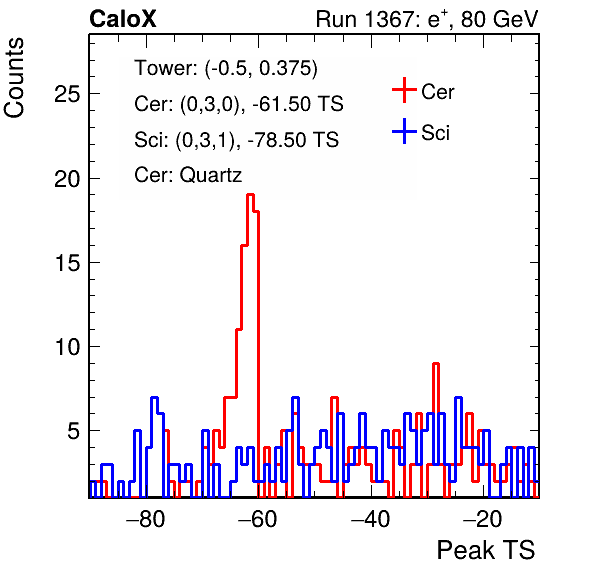 CaloX Run 1367: e⁺, 80 GeV
Counts
Tower: (-0.5, 0.375)
Cer: (0,3,0), -61.50 TS
Sci: (0,3,1), -78.50 TS
Cer: Quartz
Cer
Sci
25
20
15
10
5
−80 −60 −40 −20
Peak TS